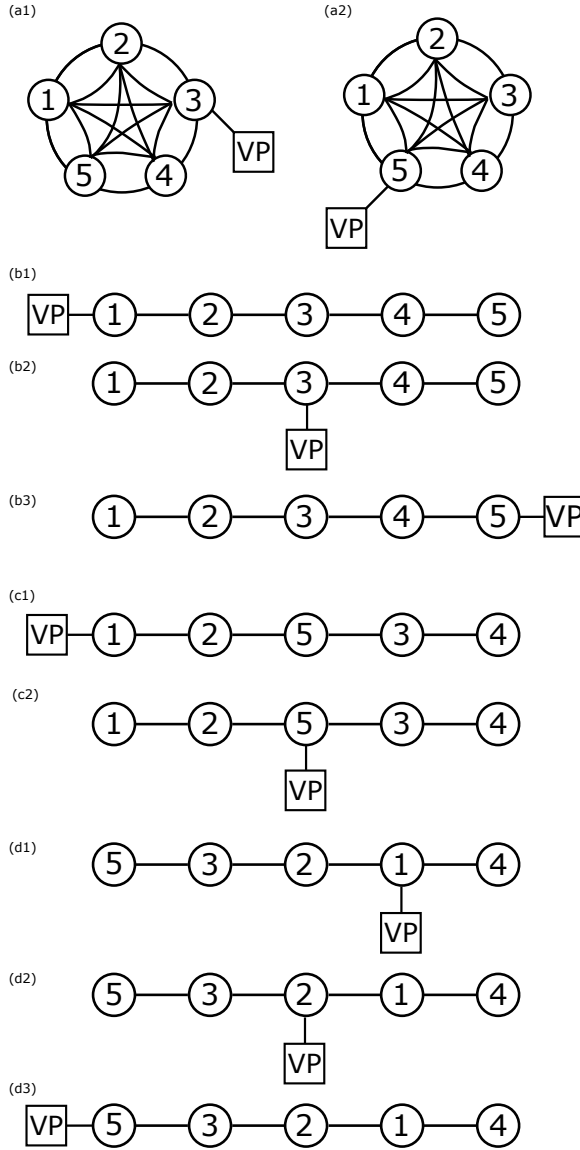 (a1) (a2)
2 2
1 3 1 3
VP
5 4 5 4
VP
(b1)
VP 1 2 3 4 5
(b2)
1 2 3 4 5
VP
(b3)
1 2 3 4 5 VP
(c1)
VP 1 2 5 3 4
(c2)
1 2 5 3 4
VP
(d1)
5 3 2 1 4
VP
(d2)
5 3 2 1 4
VP
(d3)
VP 5 3 2 1 4